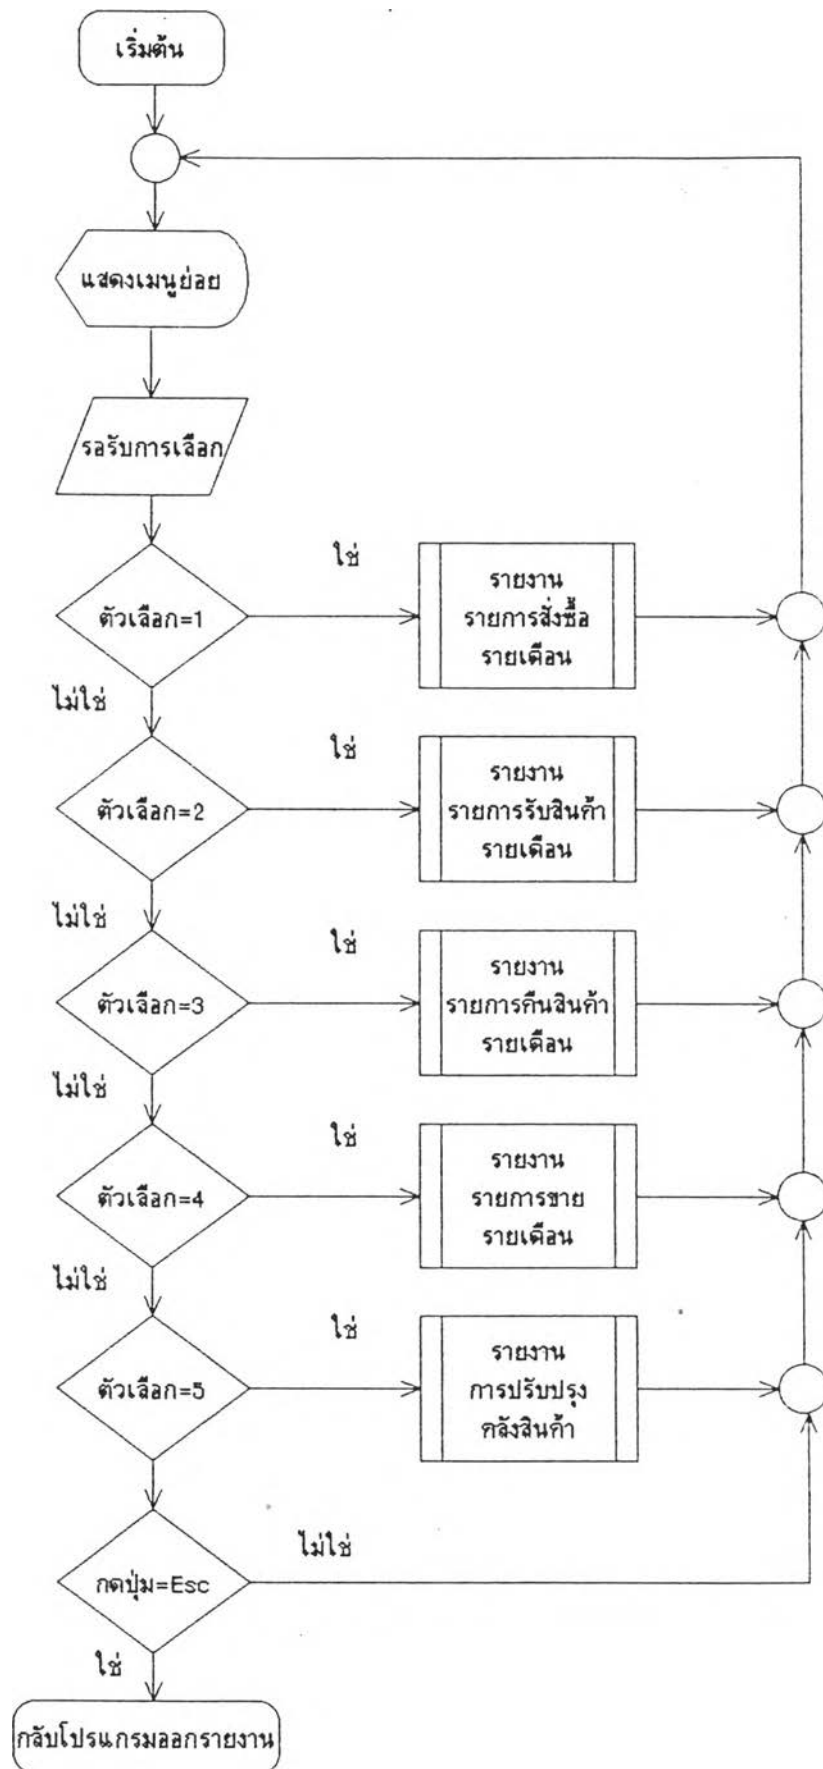 เริ่มต้น
แสดงเมนูย่อย
รอรับการเลือก
ตัวเลือก=1
ใช่
รายงาน
รายการสั่งซื้อ
รายเดือน
ไม่ใช่
ตัวเลือก=2
ใช่
รายงาน
รายการรับสินค้า
รายเดือน
ไม่ใช่
ตัวเลือก=3
ใช่
รายงาน
รายการคืนสินค้า
รายเดือน
ไม่ใช่
ตัวเลือก=4
ใช่
รายงาน
รายการขาย
รายเดือน
ไม่ใช่
ตัวเลือก=5
ใช่
รายงาน
การปรับปรุง
คลังสินค้า
กดปุ่ม=Esc
ไม่ใช่
ใช่
กลับโปรแกรมออกรายงาน